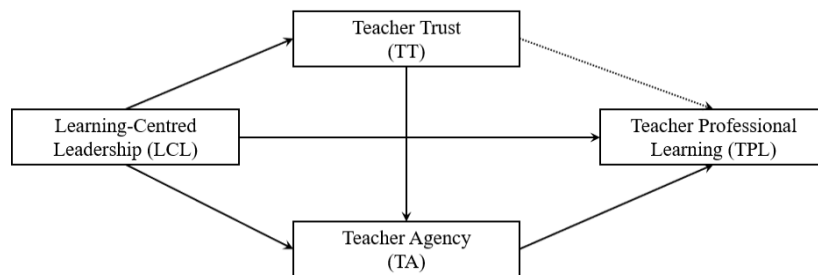 Teacher Trust
(TT)
Learning-Centred
Leadership (LCL)
Teacher Professional
Learning (TPL)
Teacher Agency
(TA)